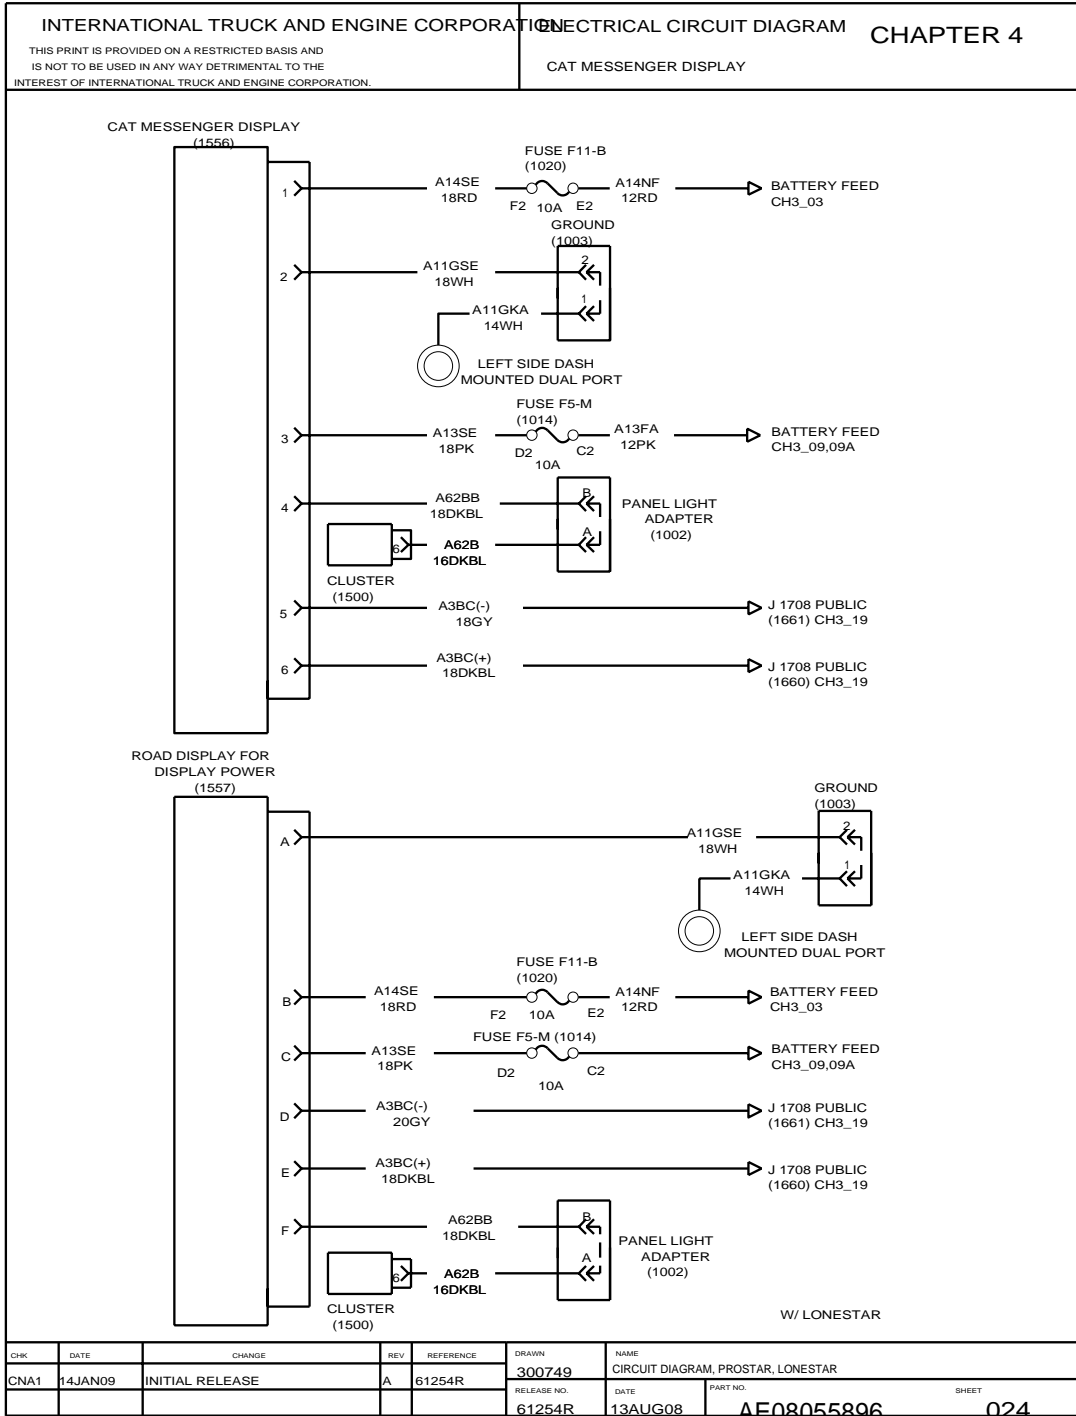 INTERNATIONAL TRUCK AND ENGINE CORPORATION
THIS PRINT IS PROVIDED ON A RESTRICTED BASIS AND
IS NOT TO BE USED IN ANY WAY DETRIMENTAL TO THE
INTEREST OF INTERNATIONAL TRUCK AND ENGINE CORPORATION.
ELECTRICAL CIRCUIT DIAGRAM
CAT MESSENGER DISPLAY
CHAPTER 4
CAT MESSENGER DISPLAY
(1556)
1
A14SE
18RD
FUSE F11-B
(1020)
F2 10A E2
A14NF
12RD
BATTERY FEED
CH3_03
2
A11GSE
18WH
GROUND
(1003)
2
1
A11GKA
14WH
LEFT SIDE DASH
MOUNTED DUAL PORT
3
A13SE
18PK
FUSE F5-M
(1014)
D2 10A C2
A13FA
12PK
BATTERY FEED
CH3_09,09A
4
A62BB
18DKBL
B
A
PANEL LIGHT
ADAPTER
(1002)
6
A62B
16DKBL
CLUSTER
(1500)
5
A3BC(-)
18GY
J 1708 PUBLIC
(1661) CH3_19
6
A3BC(+)
18DKBL
J 1708 PUBLIC
(1660) CH3_19
ROAD DISPLAY FOR
DISPLAY POWER
(1557)
A
A11GSE
18WH
GROUND
(1003)
2
1
A11GKA
14WH
LEFT SIDE DASH
MOUNTED DUAL PORT
B
A14SE
18RD
FUSE F11-B
(1020)
F2 10A E2
A14NF
12RD
BATTERY FEED
CH3_03
C
A13SE
18PK
FUSE F5-M (1014)
D2 10A C2
BATTERY FEED
CH3_09,09A
D
A3BC(-)
20GY
J 1708 PUBLIC
(1661) CH3_19
E
A3BC(+)
18DKBL
J 1708 PUBLIC
(1660) CH3_19
F
A62BB
18DKBL
B
A
PANEL LIGHT
ADAPTER
(1002)
6
A62B
16DKBL
CLUSTER
(1500)
W/ LONESTAR
CHK DATE CHANGE REV REFERENCE
CNA1 14JAN09 INITIAL RELEASE A 61254R
DRAWN
300749
NAME
CIRCUIT DIAGRAM, PROSTAR, LONESTAR
RELEASE NO.
61254R
DATE
13AUG08
PART NO.
AE08055896
SHEET
024